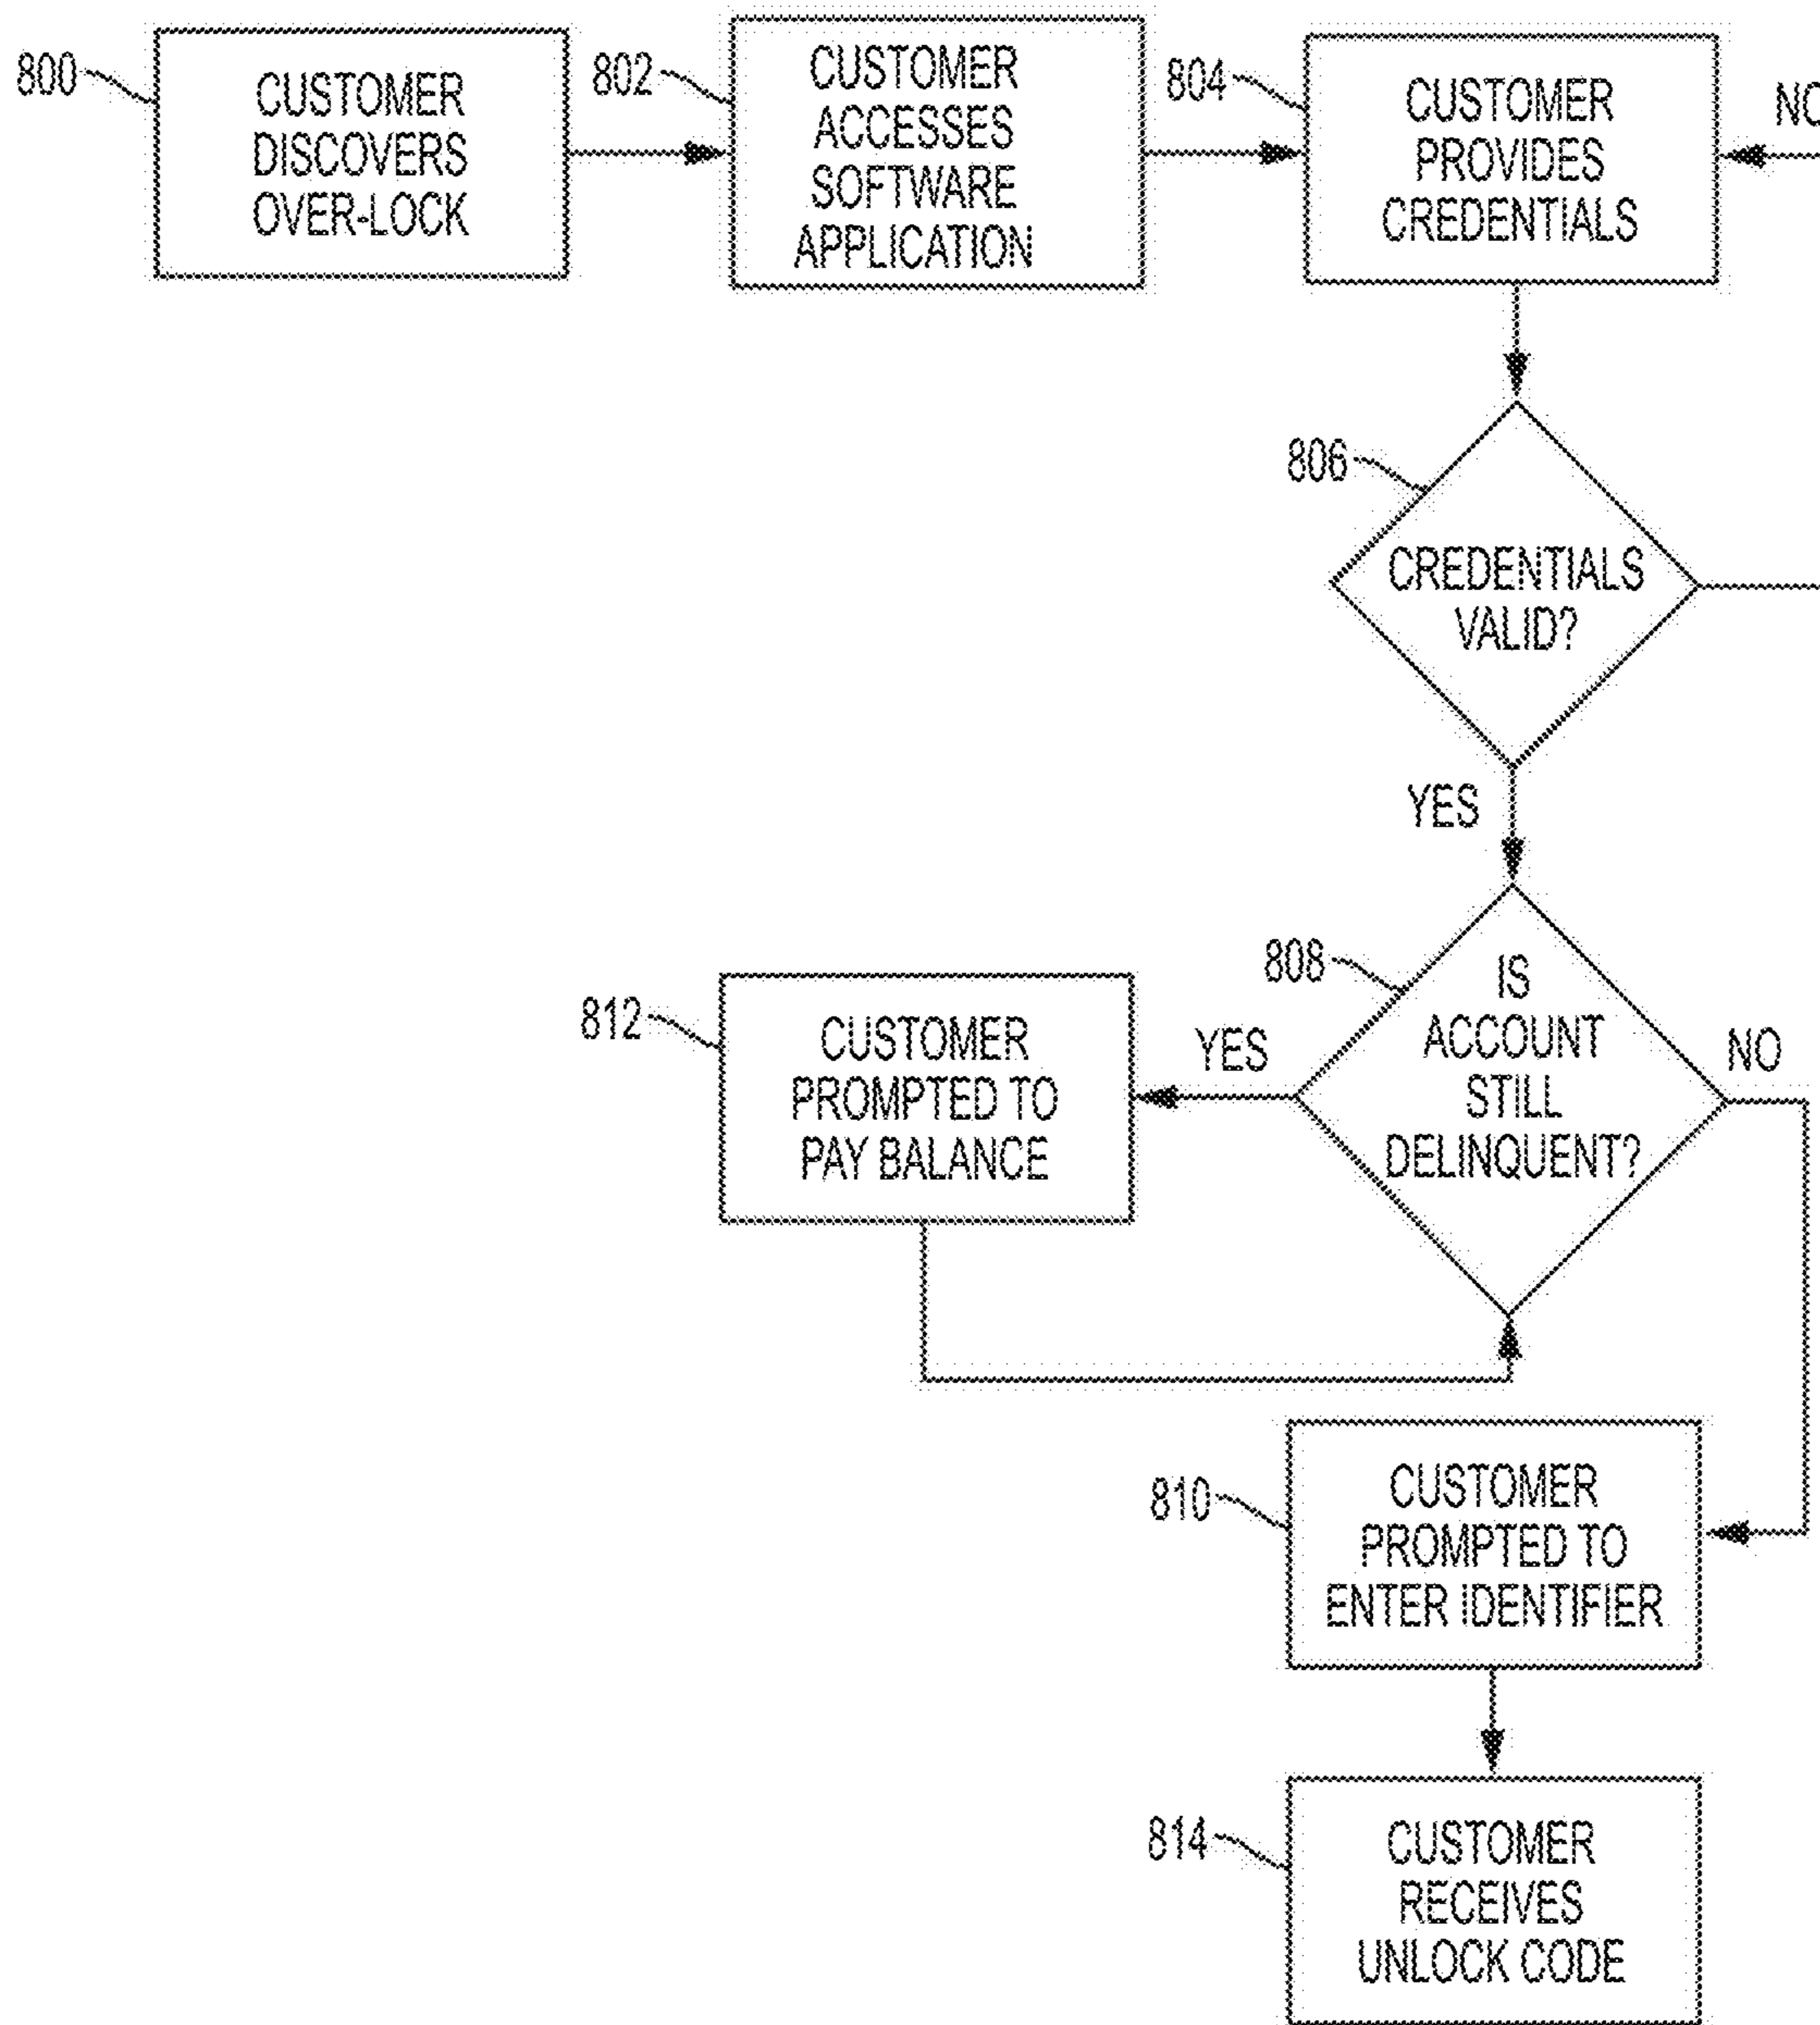 800
CUSTOMER
DISCOVERS
OVER-LOCK
802
CUSTOMER
ACCESSES
SOFTWARE
APPLICATION
804
CUSTOMER
PROVIDES
CREDENTIALS
NO
806
CREDENTIALS
VALID?
YES
808
IS
ACCOUNT
STILL
DELINQUENT?
YES
NO
812
CUSTOMER
PROMPTED TO
PAY BALANCE
810
CUSTOMER
PROMPTED TO
ENTER IDENTIFIER
814
CUSTOMER
RECEIVES
UNLOCK CODE